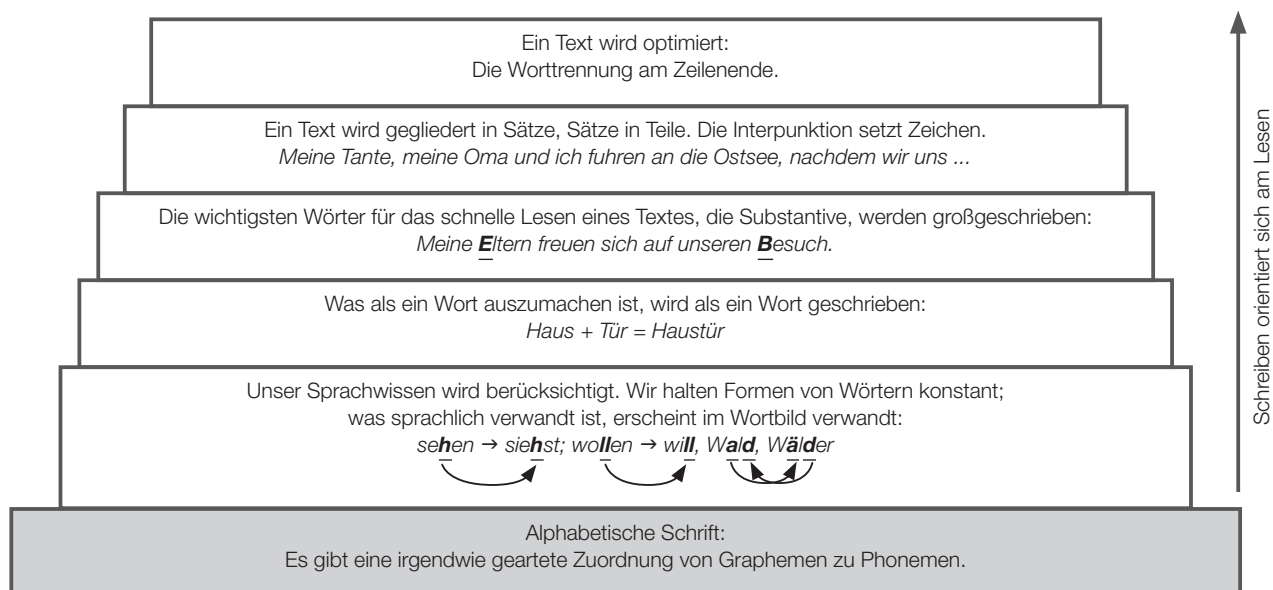 Ein Text wird optimiert:
Die Worttrennung am Zeilenende.
Ein Text wird gegliedert in Sätze, Sätze in Teile. Die Interpunktion setzt Zeichen.
Meine Tante, meine Oma und ich fuhren an die Ostsee, nachdem wir uns ...
Die wichtigsten Wörter für das schnelle Lesen eines Textes, die Substantive, werden großgeschrieben:
Meine Eltern freuen sich auf unseren Besuch.
Was als ein Wort auszumachen ist, wird als ein Wort geschrieben:
Haus + Tür = Haustür
Unser Sprachwissen wird berücksichtigt. Wir halten Formen von Wörtern konstant;
was sprachlich verwandt ist, erscheint im Wortbild verwandt:
sehen → siehst; wollen → will, Wald, Wälder
Alphabetische Schrift:
Es gibt eine irgendwie geartete Zuordnung von Graphemen zu Phonemen.
Schreiben orientiert sich am Lesen